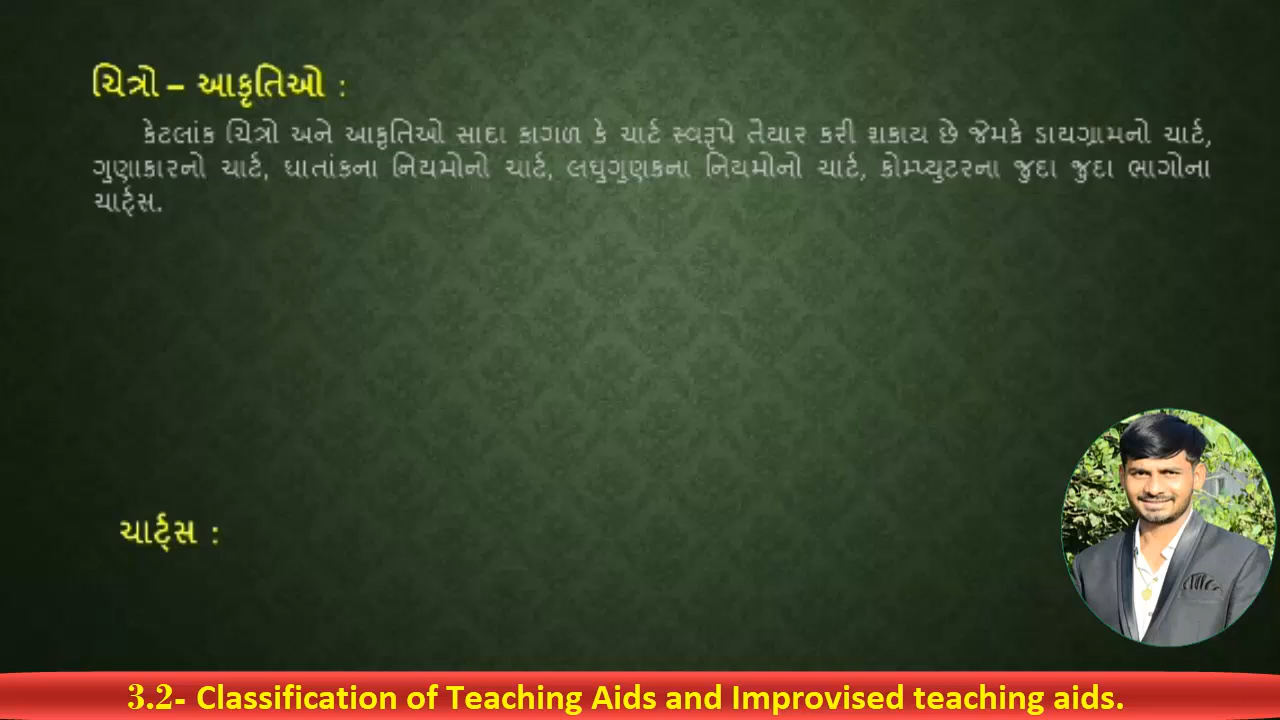 ચિત્રો – આકૃતિઓ :
કેટલાંક ચિત્રો અને આકૃતિઓ સાદા કાગળ કે ચાર્ટ સ્વરૂપે તૈયાર કરી શકાય છે જેમકે ડાયગ્રામનો ચાર્ટ,
ગુણાકારનો ચાર્ટ, ઘાતાંકના નિયમોનો ચાર્ટ, લઘુગુણકના નિયમોનો ચાર્ટ, કોમ્પ્યુટરના જુદા જુદા ભાગોના
ચાર્ટ્સ.
ચાર્ટ્સ :
3.2- Classification of Teaching Aids and Improvised teaching aids.